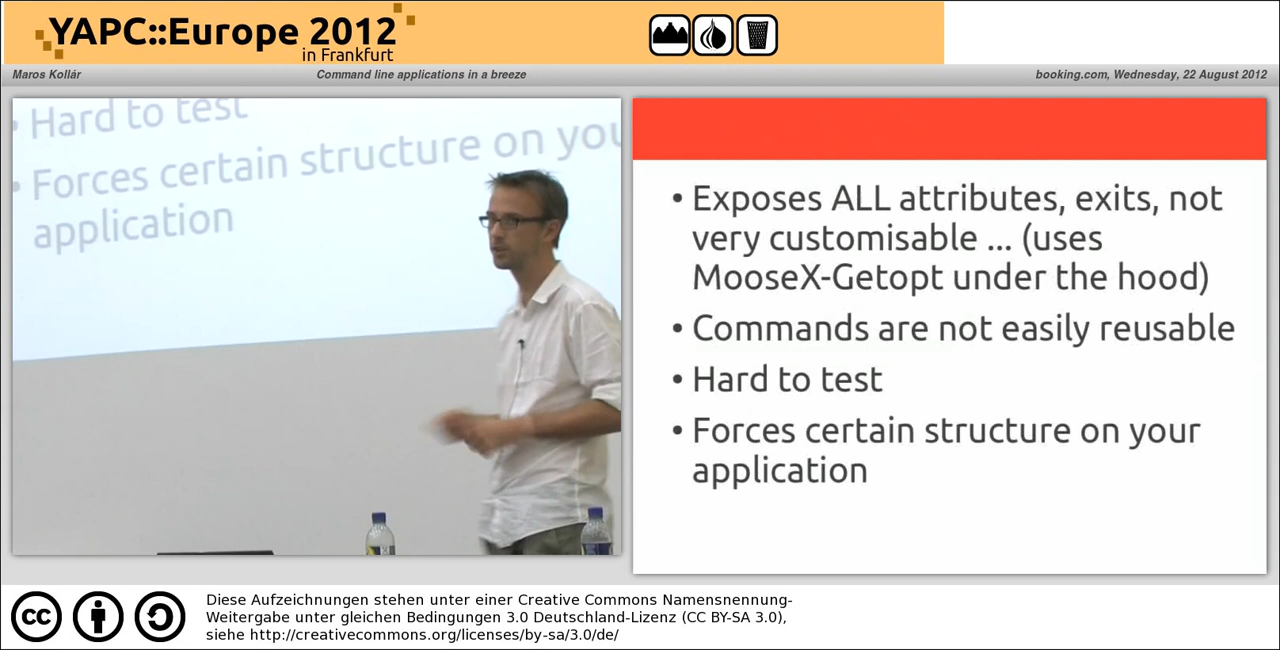 YAPC::Europe 2012
in Frankfurt
Maros Kollár
Command line applications in a breeze
booking.com, Wednesday, 22 August 2012
Hard to test
Forces certain structure on you
application
• Exposes ALL attributes, exits, not
very customisable ... (uses
MooseX-Getopt under the hood)
• Commands are not easily reusable
• Hard to test
• Forces certain structure on your
application
cc
Diese Aufzeichnungen stehen unter einer Creative Commons Namensnennung-
Weitergabe unter gleichen Bedingungen 3.0 Deutschland-Lizenz (CC BY-SA 3.0),
siehe http://creativecommons.org/licenses/by-sa/3.0/de/